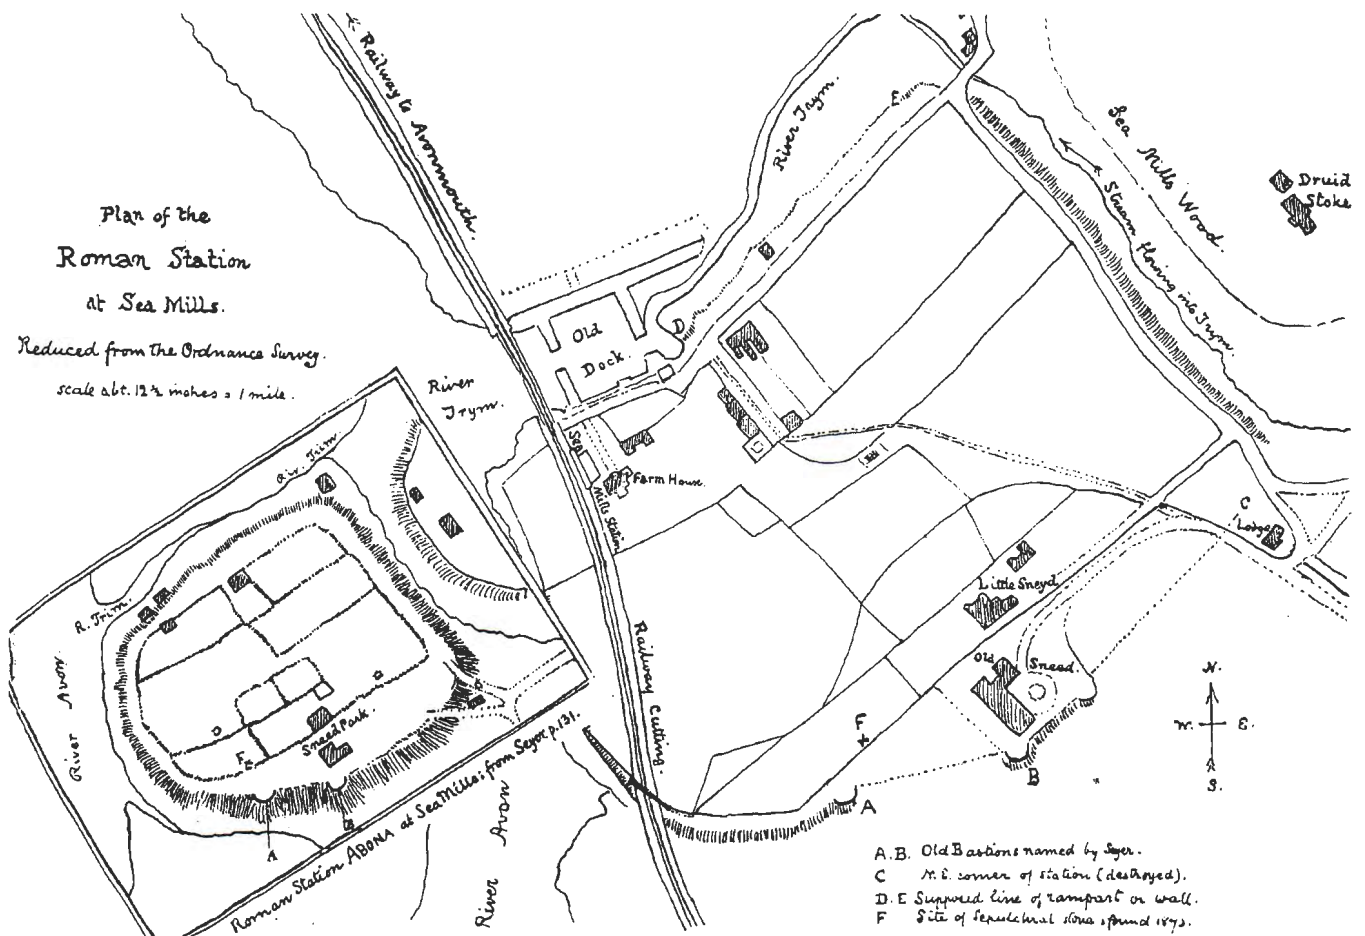 Plan of the
Roman Station
at Sea Mills.
Reduced from the Ordnance Survey.
scale abt. 12½ inches = 1 mile.
Railway to Avonmouth.
River Trym.
E
Sea Mills Wood.
Stream flowing into Trym.
Druid
Stoke
Old
Dock.
D
River
Trym.
Sea Mills Station
Farm House.
C
Lodge
Little Sneyd
Old Sneed.
Railway Cutting.
F
A
B
N.
W. E.
S.
River Avon
Riv. Trim
R. Trim.
River Avon
Sneed Park.
F
A
B
Roman Station ABONA at Sea Mills; from Seyer p. 131.
A. B. Old Bastions named by Seyer.
C N.E. corner of station (destroyed).
D. E Supposed line of rampart or wall.
F Site of Sepulchral stone, found 1873.